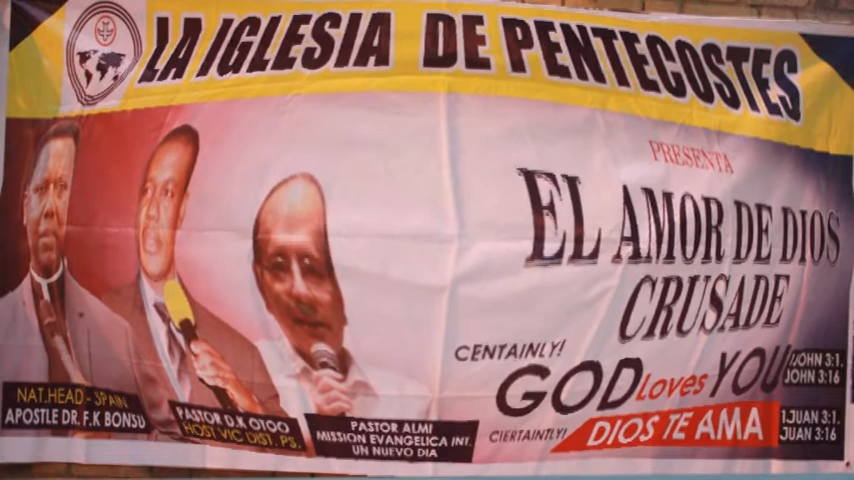 LA IGLESIA DE PENTECOSTES
PRESENTA
EL AMOR DE DIOS
CRUSADE
CENTAINLY!
GOD Loves YOU
1JOHN 3:1.
JOHN 3:16
CIERTAINTLY!
DIOS TE AMA
1JUAN 3:1.
JUAN 3:16
NAT.HEAD - SPAIN
APOSTLE DR. F.K BONSU
PASTOR D.K OTOO
HOST VIC DIST. PS.
PASTOR ALMI
MISSION EVANGELICA INT.
UN NUEVO DIA